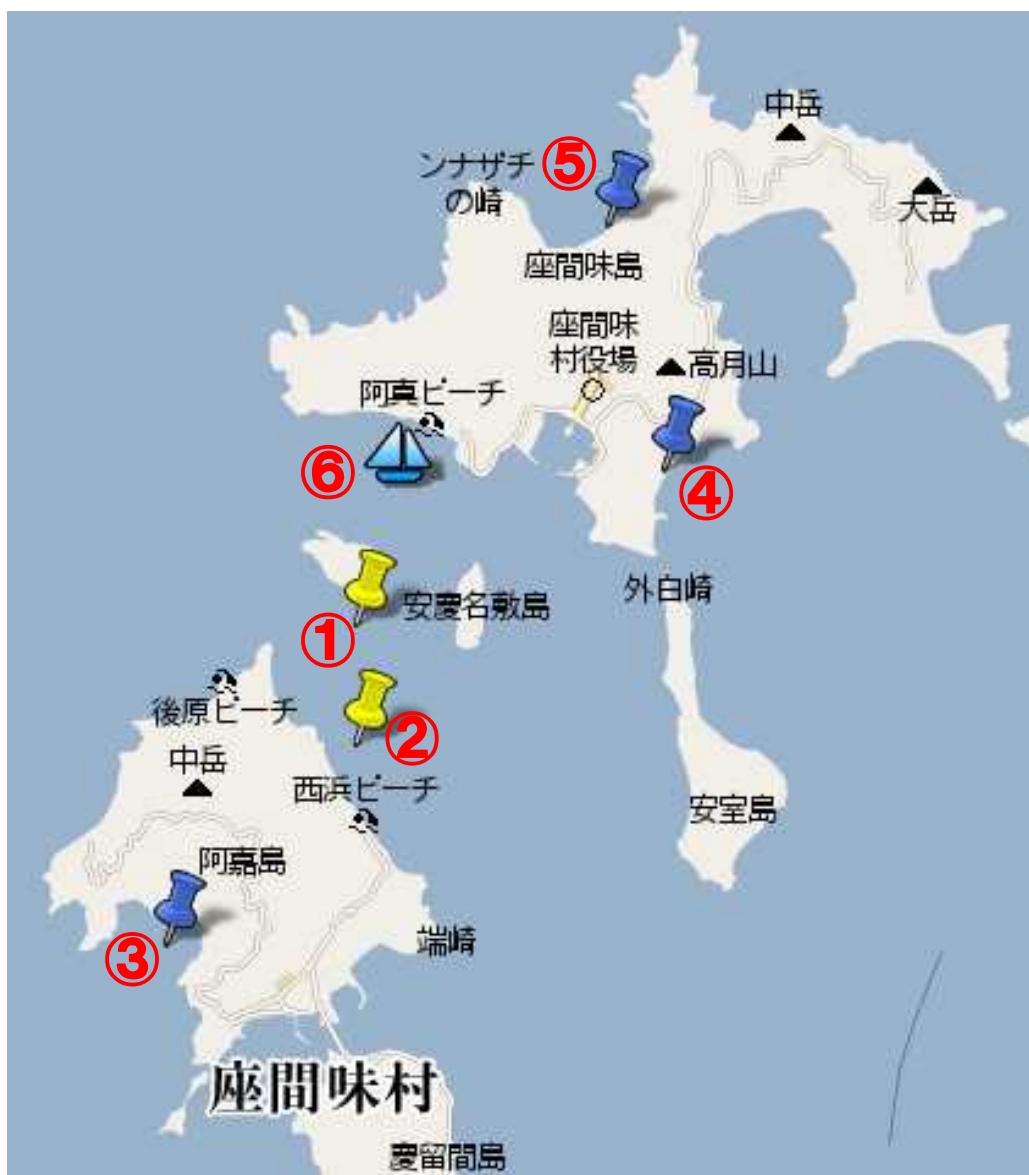 中岳
ンナザチ
の崎
⑤
大岳
座間味島
座間味
村役場
高月山
阿真ビーチ
⑥
④
外白崎
安慶名敷島
①
後原ビーチ
②
中岳
西浜ビーチ
安室島
阿嘉島
③
端崎
座間味村
慶留間島